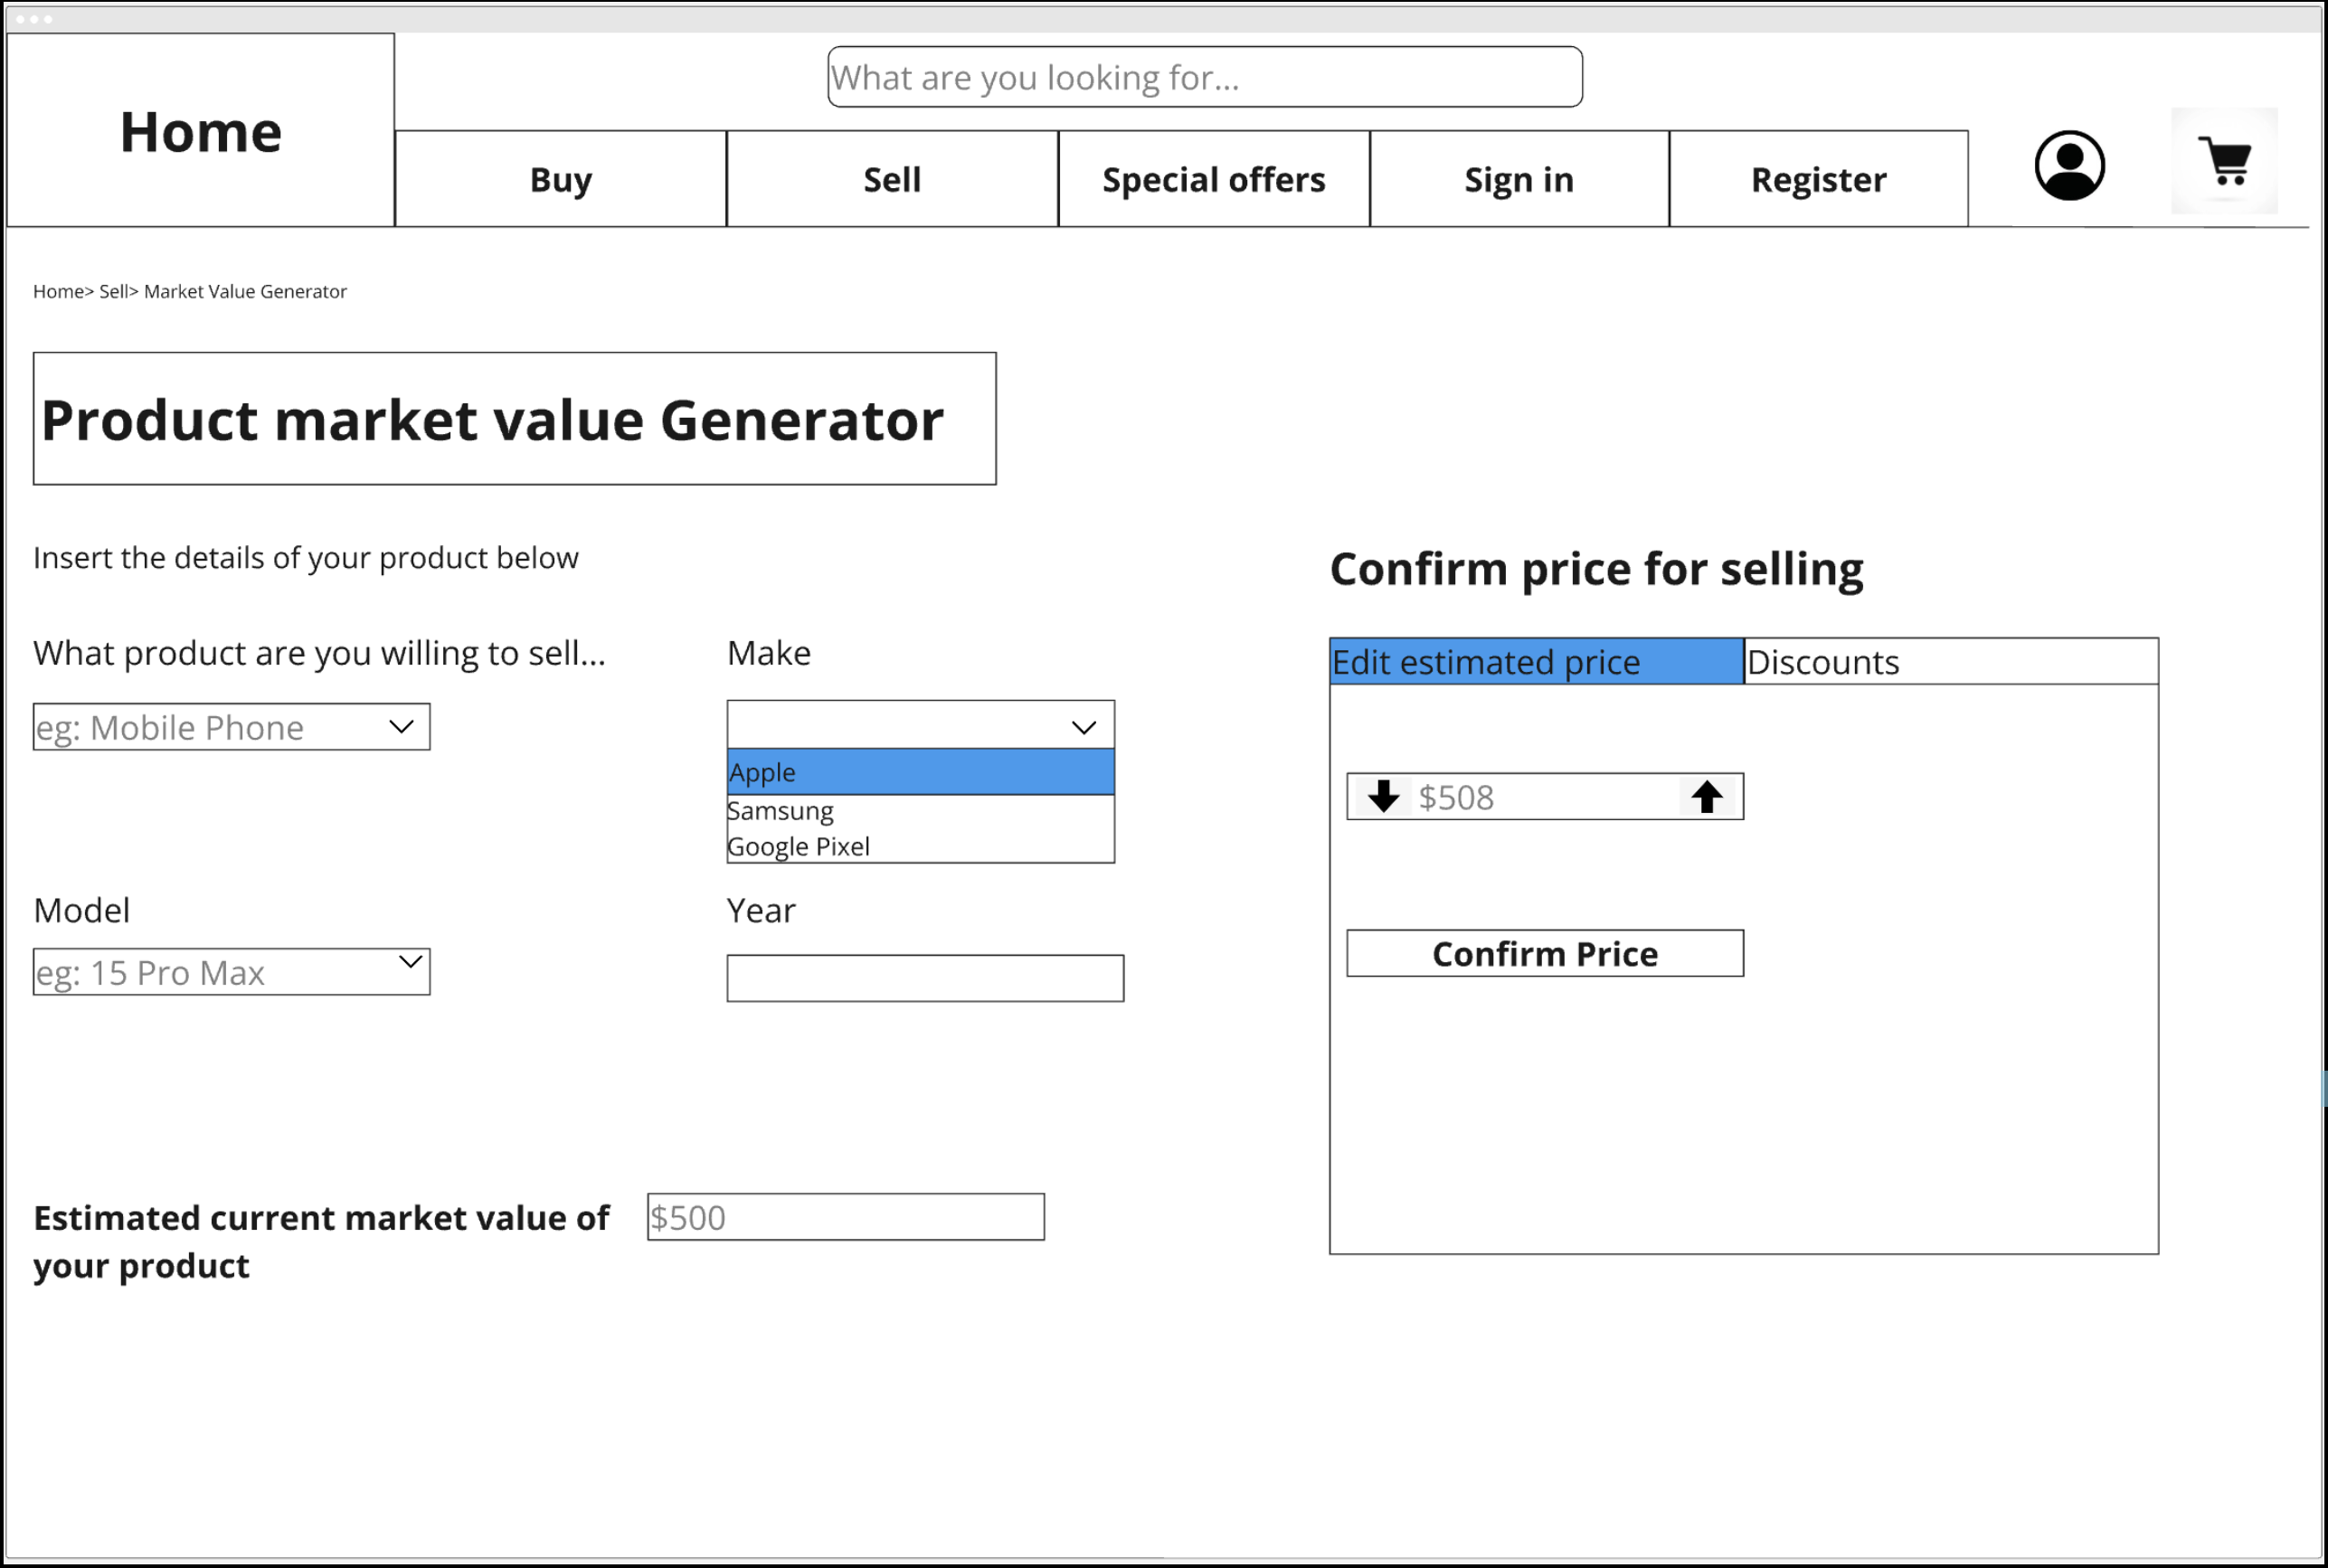 What are you looking for...
Home
Buy
Sell
Special offers
Sign in
Register
Home> Sell> Market Value Generator
Product market value Generator
Insert the details of your product below
What product are you willing to sell...
eg: Mobile Phone
Make
Apple
Samsung
Google Pixel
Model
eg: 15 Pro Max
Year
Estimated current market value of
your product
$500
Confirm price for selling
Edit estimated price
Discounts
$508
Confirm Price